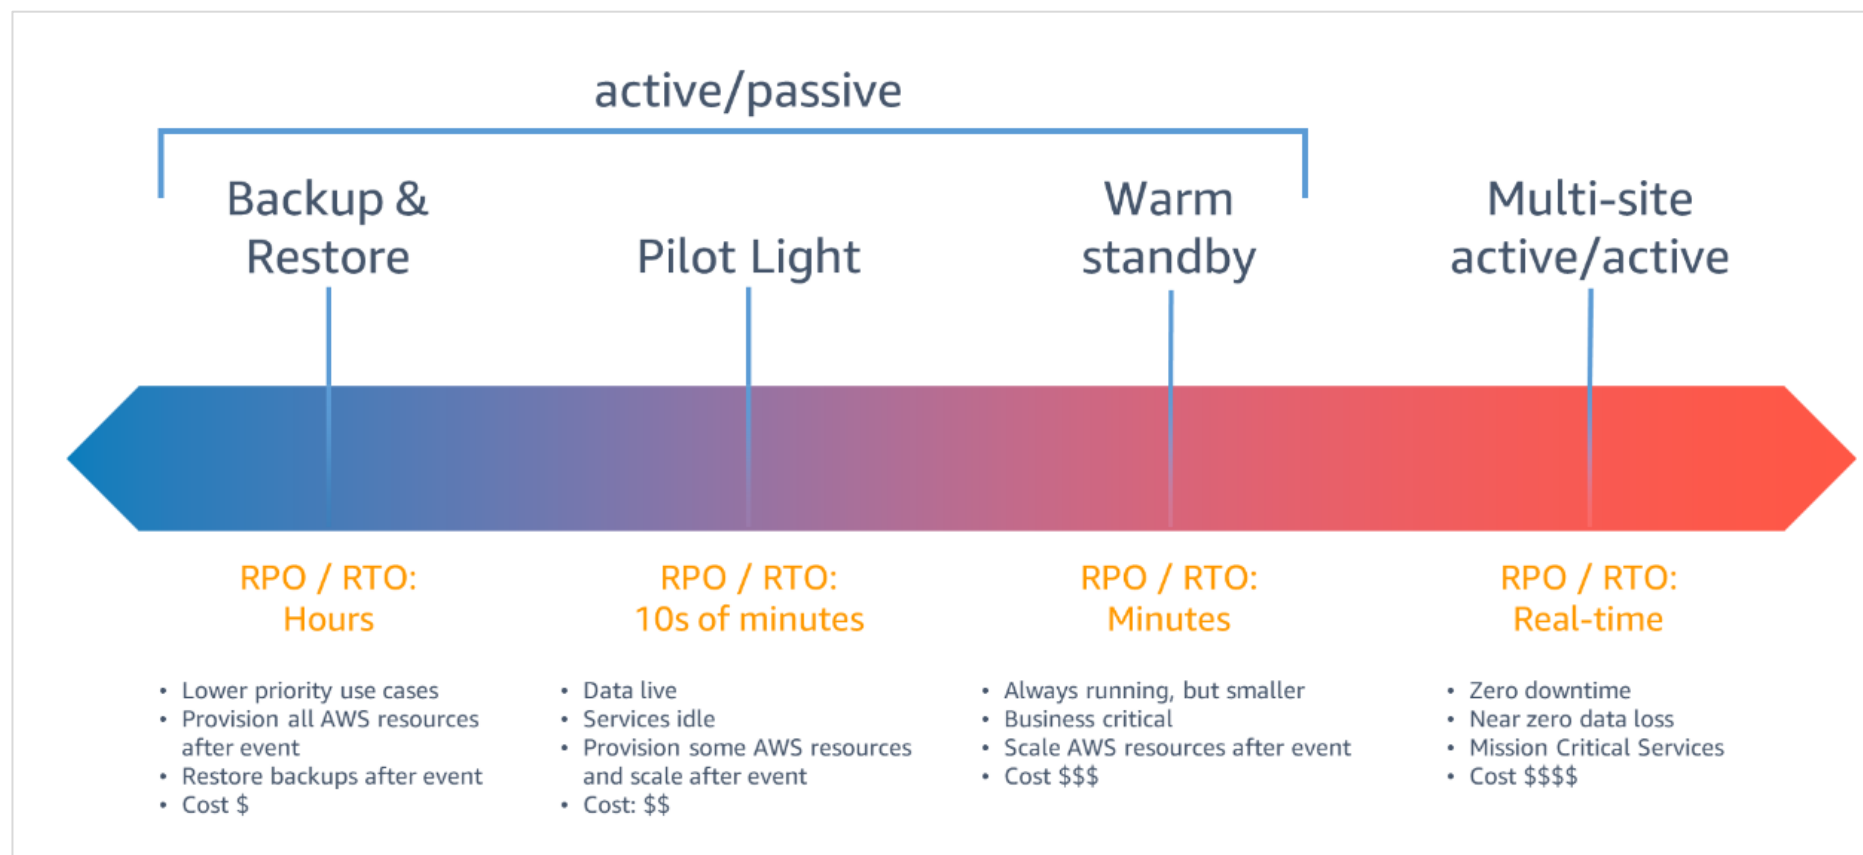 active/passive
Backup &
Restore
Pilot Light
Warm
standby
Multi-site
active/active
RPO / RTO:
Hours
RPO / RTO:
10s of minutes
RPO / RTO:
Minutes
RPO / RTO:
Real-time
• Lower priority use cases
• Provision all AWS resources
after event
• Restore backups after event
• Cost $
• Data live
• Services idle
• Provision some AWS resources
and scale after event
• Cost: $$
• Always running, but smaller
• Business critical
• Scale AWS resources after event
• Cost $$$
• Zero downtime
• Near zero data loss
• Mission Critical Services
• Cost $$$$